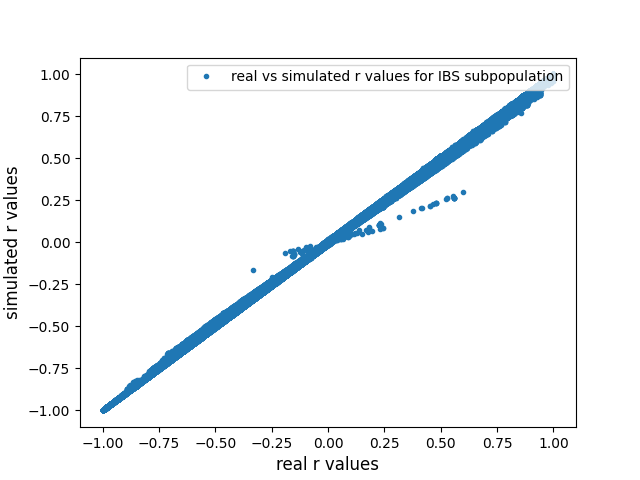 real vs simulated r values for IBS subpopulation
1.00
0.75
0.50
0.25
0.00
−0.25
−0.50
−0.75
−1.00
simulated r values
−1.00 −0.75 −0.50 −0.25 0.00 0.25 0.50 0.75 1.00
real r values